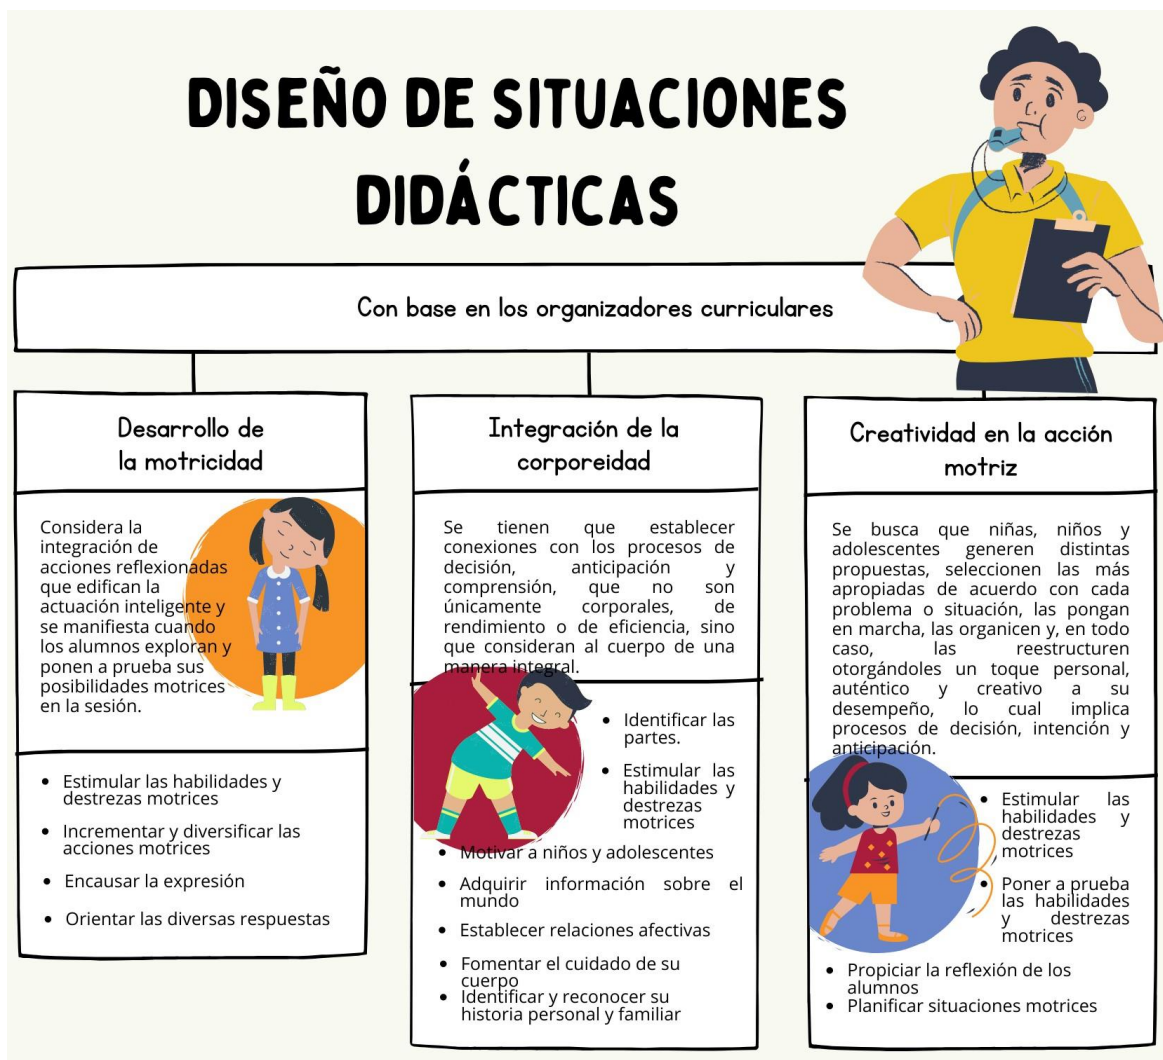 DISEÑO DE SITUACIONES
DIDÁCTICAS
Con base en los organizadores curriculares
Desarrollo de
la motricidad
Considera la
integración de
acciones reflexionadas
que edifican la
actuación inteligente y
se manifiesta cuando
los alumnos exploran y
ponen a prueba sus
posibilidades motrices
en la sesión.
• Estimular las habilidades y
destrezas motrices
• Incrementar y diversificar las
acciones motrices
• Encausar la expresión
• Orientar las diversas respuestas
Integración de la
corporeidad
Se tienen que establecer
conexiones con los procesos de
decisión, anticipación y
comprensión, que no son
únicamente corporales, de
rendimiento o de eficiencia, sino
que consideran al cuerpo de una
manera integral.
• Identificar las
partes.
• Estimular las
habilidades y
destrezas
motrices
• Motivar a niños y adolescentes
• Adquirir información sobre el
mundo
• Establecer relaciones afectivas
• Fomentar el cuidado de su
cuerpo
• Identificar y reconocer su
historia personal y familiar
Creatividad en la acción
motriz
Se busca que niñas, niños y
adolescentes generen distintas
propuestas, seleccionen las más
apropiadas de acuerdo con cada
problema o situación, las pongan
en marcha, las organicen y, en todo
caso, las reestructuren
otorgándoles un toque personal,
auténtico y creativo a su
desempeño, lo cual implica
procesos de decisión, intención y
anticipación.
• Estimular las
habilidades y
destrezas
motrices
• Poner a prueba
las habilidades
y destrezas
motrices
• Propiciar la reflexión de los
alumnos
• Planificar situaciones motrices